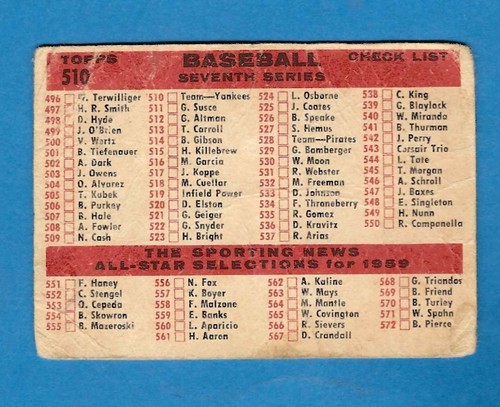 TOPPS BASEBALL CHECK LIST
510 SEVENTH SERIES
496 W. Terwilliger 510 Team—Yankees 524 L. Osborne 538 C. King
497 H. R. Smith 511 G. Susce 525 J. Coates 539 G. Blaylock
498 D. Hyde 512 G. Altman 526 B. Speake 540 W. Miranda
499 J. O'Brien 513 T. Carroll 527 S. Hemus 541 B. Thurman
500 V. Wertz 514 B. Gibson 528 Team—Pirates 542 J. Perry
501 B. Tiefenauer 515 H. Killebrew 529 G. Bamberger 543 Corsair Trio
502 A. Dark 516 M. Garcia 530 W. Moon 544 L. Tate
503 J. Owens 517 J. Koppe 531 R. Webster 545 T. Morgan
504 O. Alvarez 518 M. Cuellar 532 M. Freeman 546 A. Schroll
505 T. Kubek 519 Infield Power 533 D. Johnson 547 J. Baxes
506 B. Purkey 520 D. Elston 534 F. Throneberry 548 E. Singleton
507 B. Hale 521 G. Geiger 535 R. Gomez 549 H. Nunn
508 A. Fowler 522 G. Snyder 536 D. Kravitz 550 R. Campanella
509 N. Cash 523 H. Bright 537 R. Arias
THE SPORTING NEWS
ALL-STAR SELECTIONS for 1959
551 F. Haney 556 N. Fox 562 A. Kaline 568 G. Triandos
552 C. Stengel 557 K. Boyer 563 W. Mays 569 B. Friend
553 O. Cepeda 558 F. Malzone 564 M. Mantle 570 B. Turley
554 B. Skowron 559 E. Banks 565 W. Covington 571 W. Spahn
555 B. Mazeroski 560 L. Aparicio 566 R. Sievers 572 B. Pierce
561 H. Aaron 567 D. Crandall